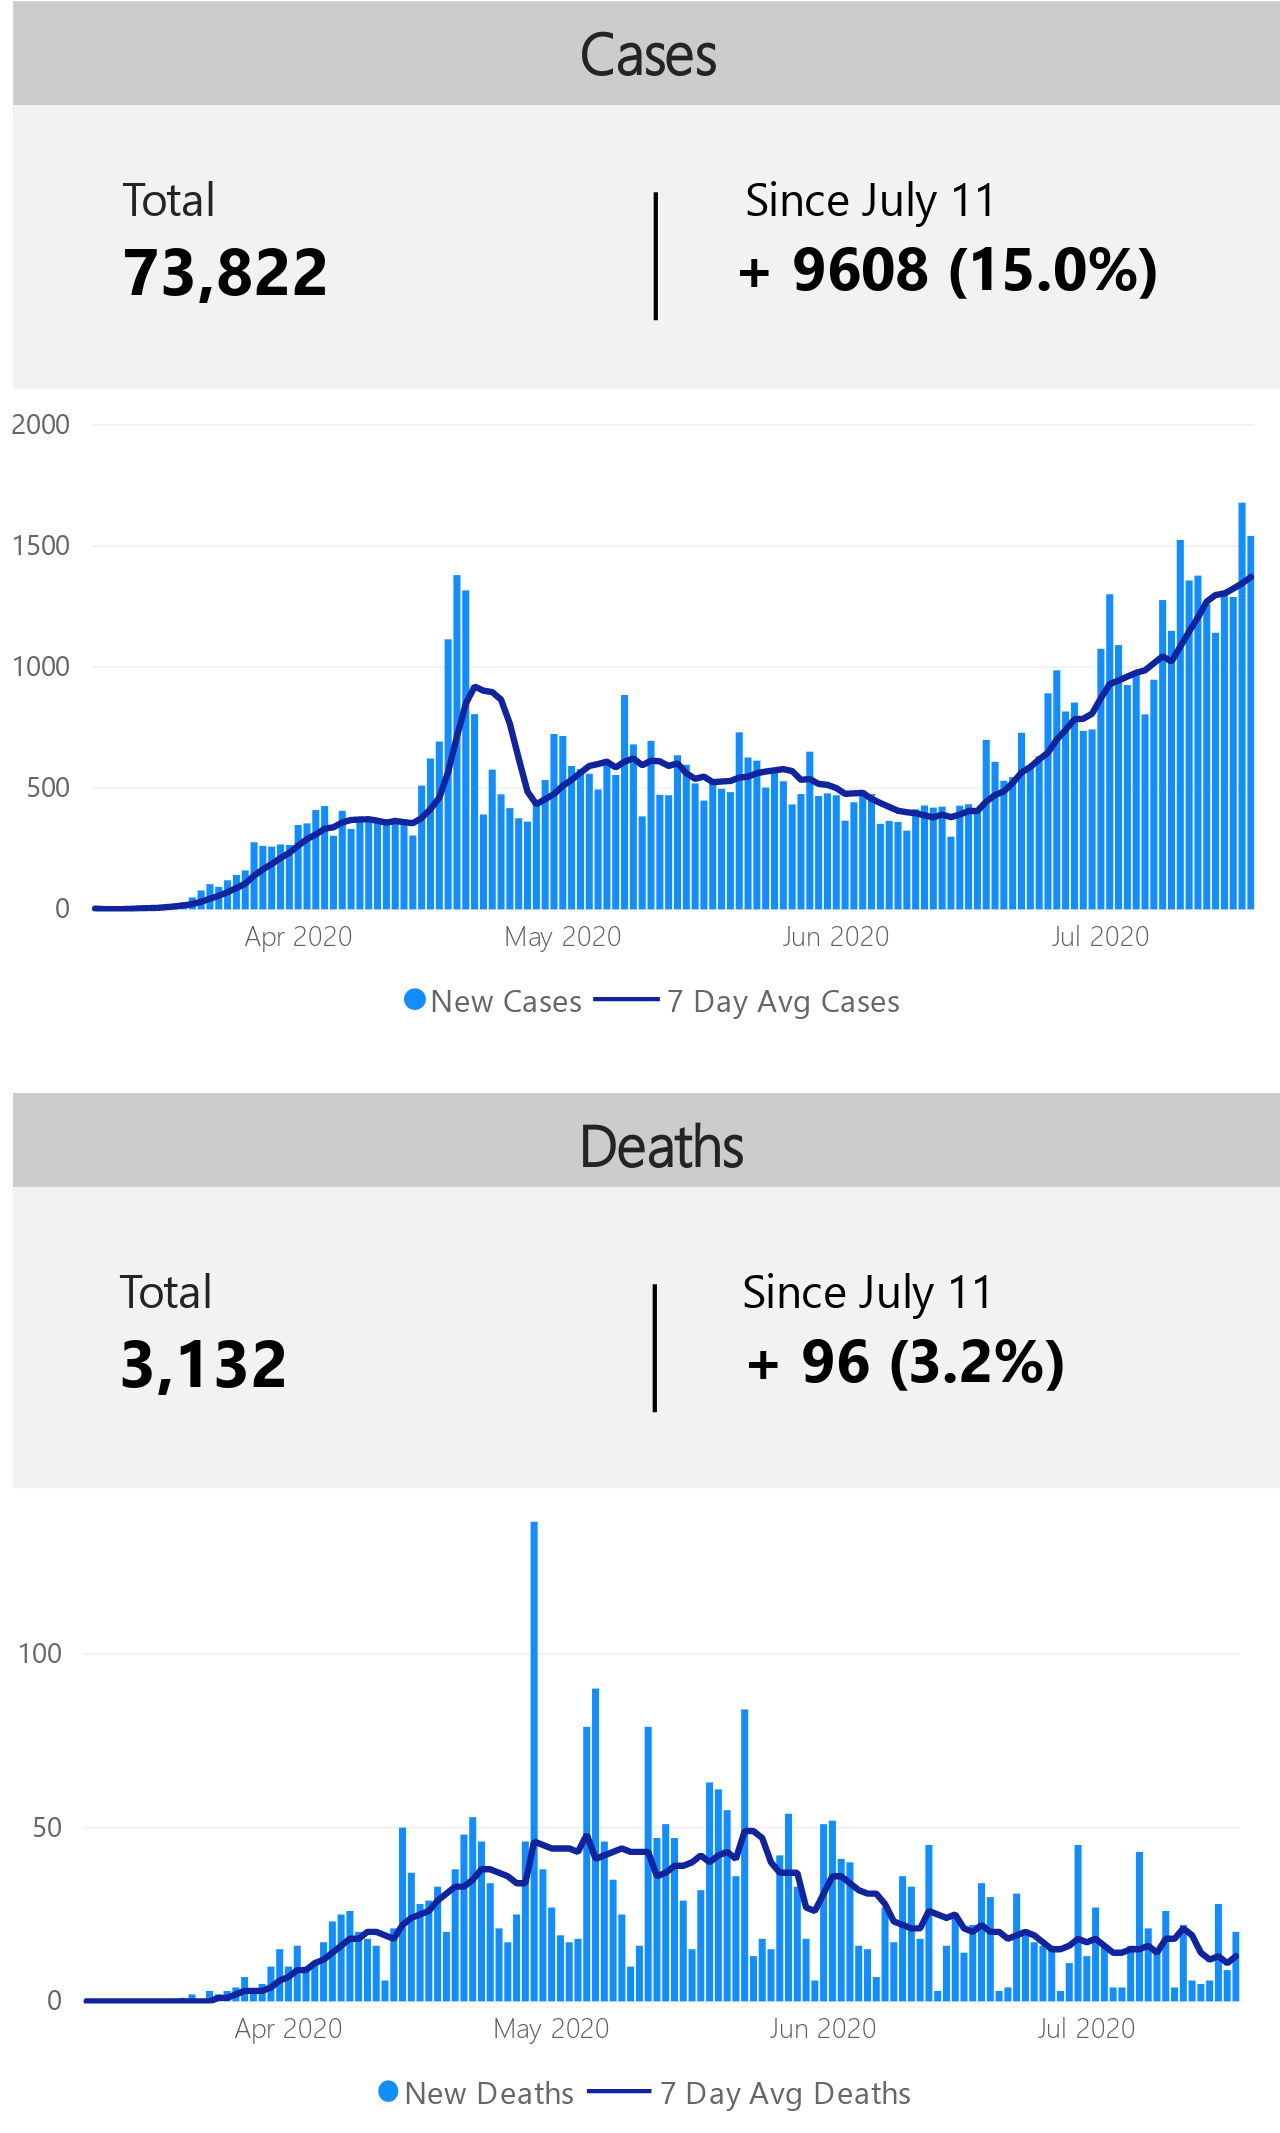 Cases
Total
Since July 11
73,822
+ 9608 (15.0%)
2000
1500
1000
500
0
Apr 2020
May 2020
Jun 2020
Jul 2020
New Cases
7 Day Avg Cases
Deaths
Total
Since July 11
3,132
+ 96 (3.2%)
100
50
0
Apr 2020
May 2020
Jun 2020
Jul 2020
New Deaths
7 Day Avg Deaths